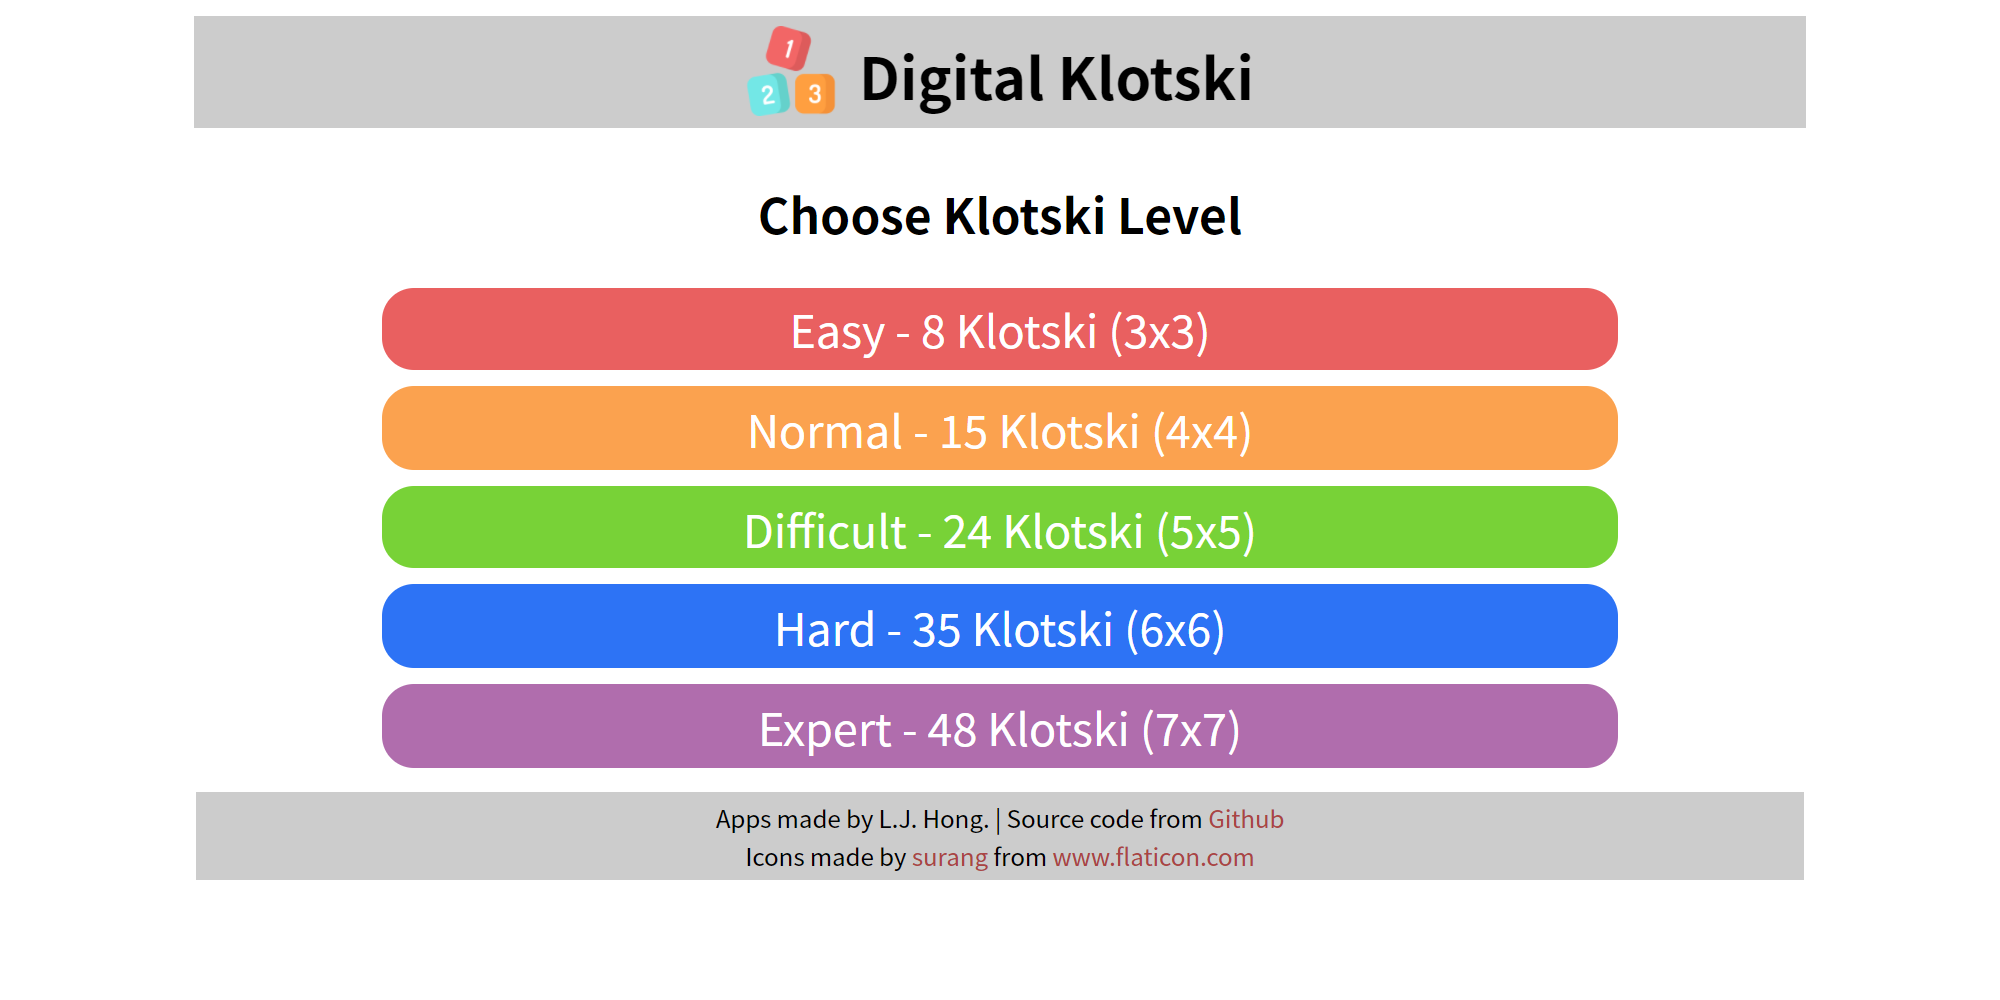 1
2 3
Digital Klotski
Choose Klotski Level
Easy - 8 Klotski (3x3)
Normal - 15 Klotski (4x4)
Difficult - 24 Klotski (5x5)
Hard - 35 Klotski (6x6)
Expert - 48 Klotski (7x7)
Apps made by L.J. Hong. | Source code from Github
Icons made by surang from www.flaticon.com